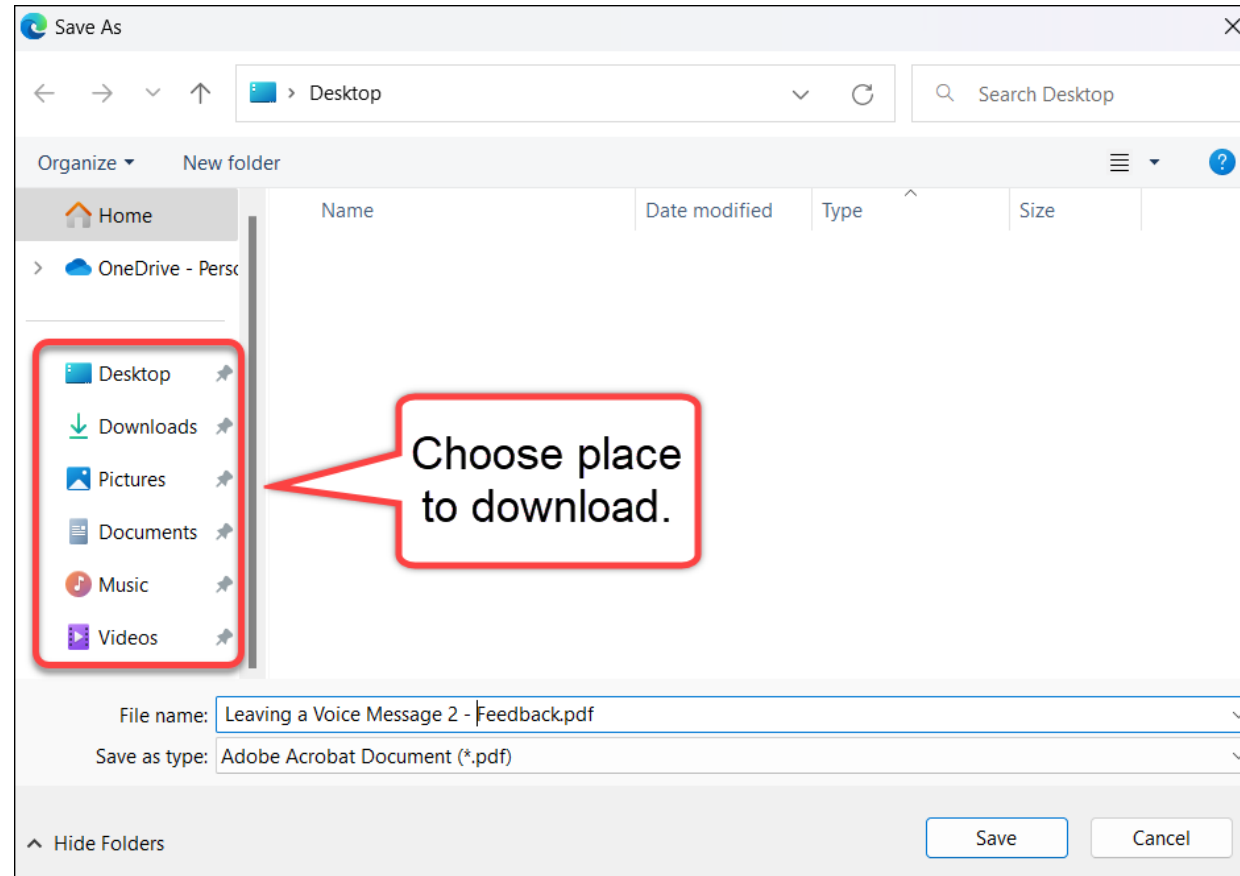 Save As
Desktop
Search Desktop
Organize
New folder
Name
Date modified
Type
Size
Home
OneDrive - Perso
Desktop
Downloads
Pictures
Documents
Music
Videos
Choose place
to download.
File name: Leaving a Voice Message 2 - Feedback.pdf
Save as type: Adobe Acrobat Document (*.pdf)
Hide Folders
Save
Cancel